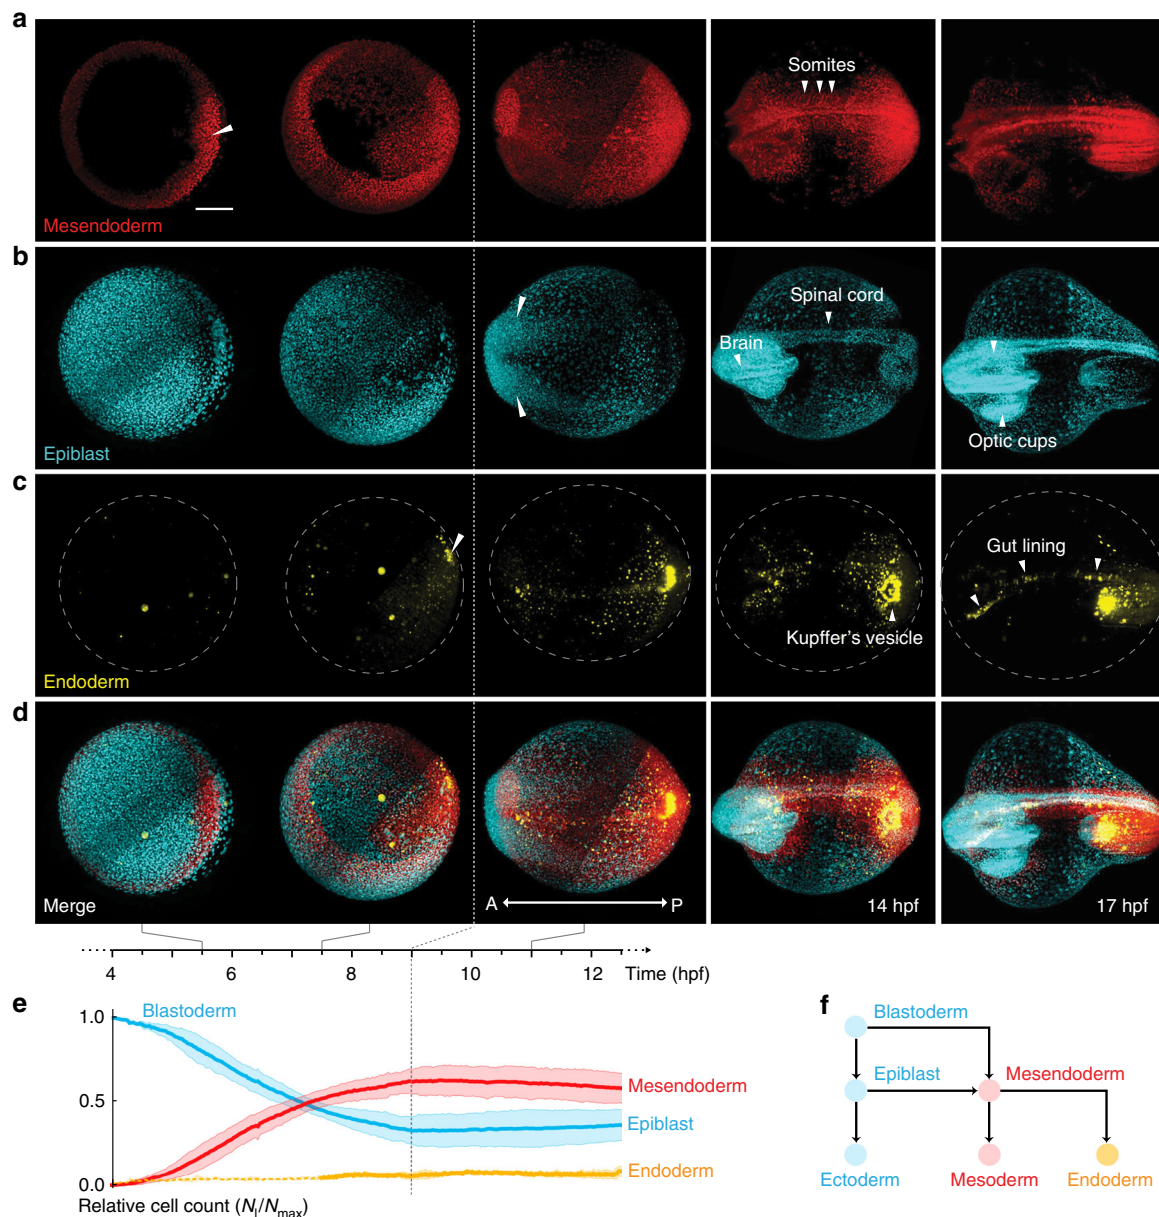 a
Somites
Mesendoderm
b
Spinal cord
Brain
Optic cups
Epiblast
c
Gut lining
Kupffer's vesicle
Endoderm
d
Merge
A P
14 hpf
17 hpf
4 6 8 10 12 Time (hpf)
e
Blastoderm
1.0
0.5
0.0
Mesendoderm
Epiblast
Endoderm
Relative cell count (Ni/Nmax)
f
Blastoderm
Epiblast
Mesendoderm
Ectoderm
Mesoderm
Endoderm